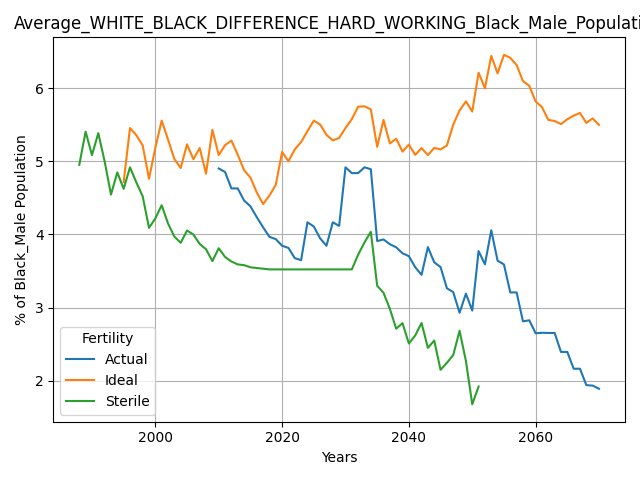 Average_WHITE_BLACK_DIFFERENCE_HARD_WORKING_Black_Male_Populati
% of Black_Male Population
6
5
4
3
2
Fertility
Actual
Ideal
Sterile
2000
2020
2040
2060
Years